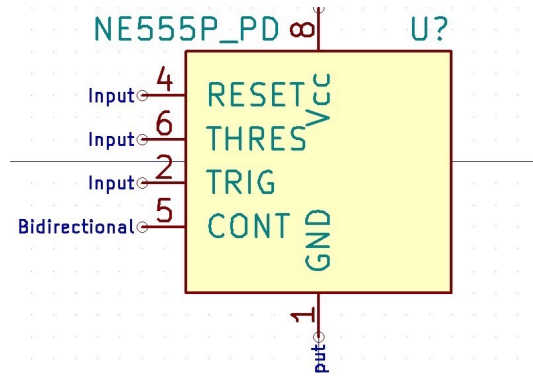 NE555P_PD 8 U?
Input 4 RESET Vcc
Input 6 THRES
Input 2 TRIG
Bidirectional 5 CONT GND
1
put